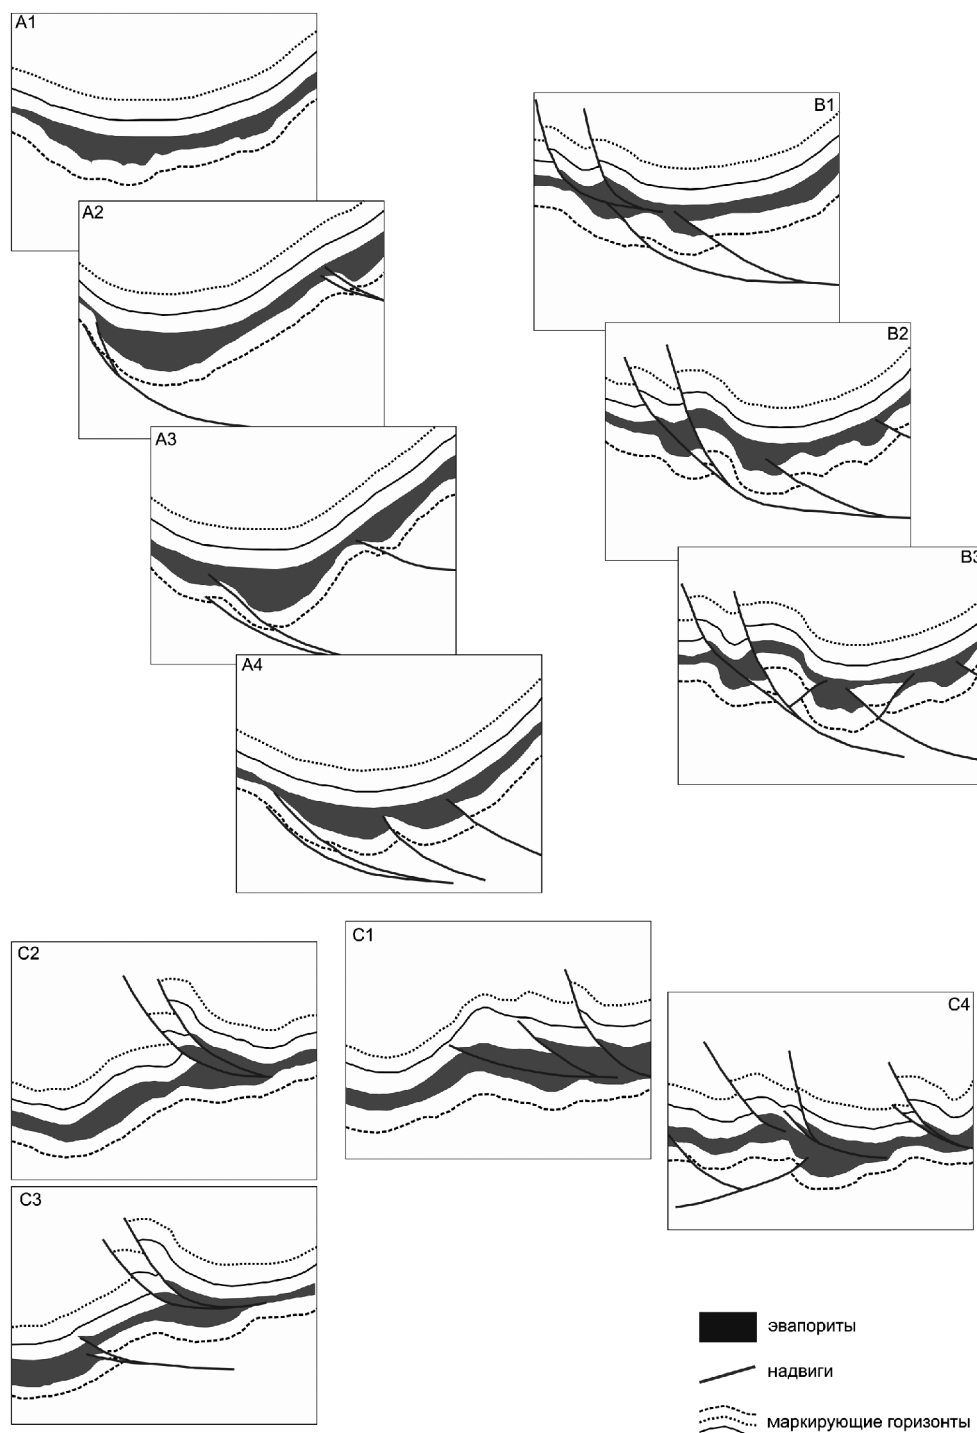 A1
B1
A2
B2
A3
B3
A4
C2
C1
C4
C3
эвапориты
надвиги
маркирующие горизонты